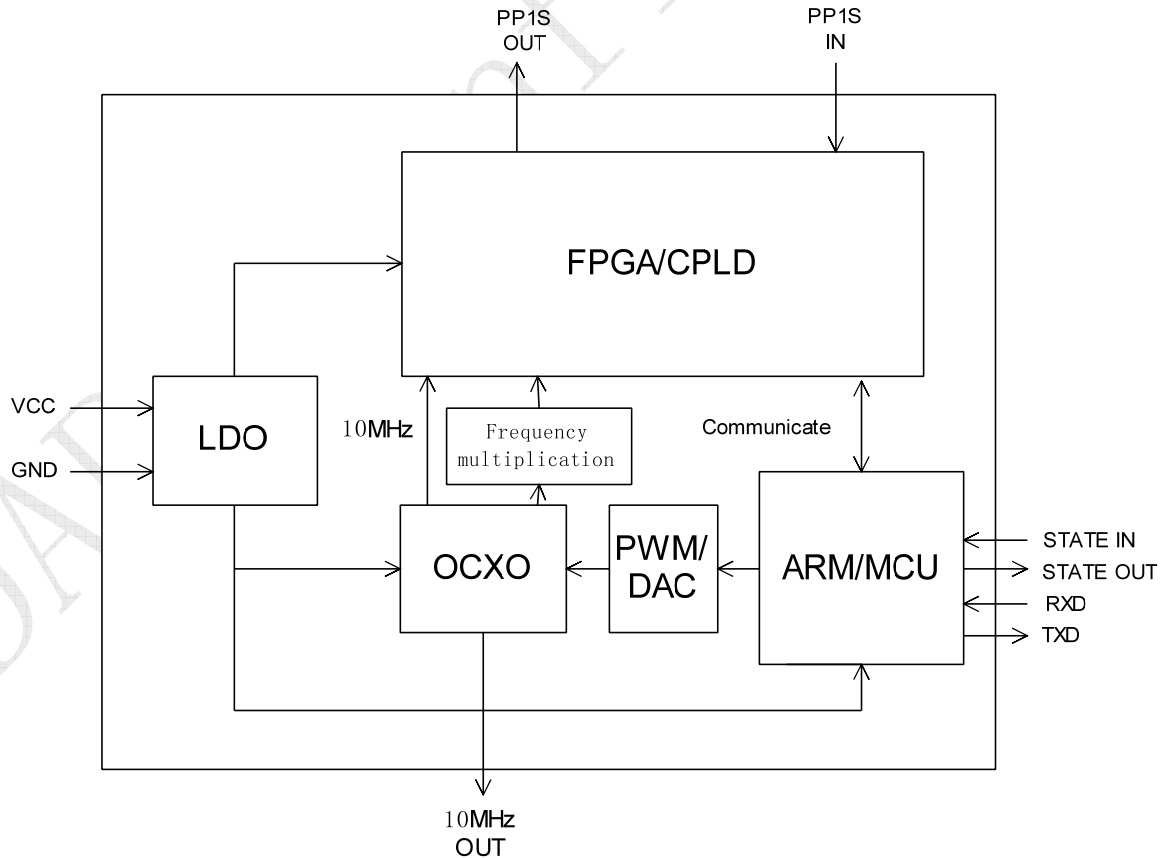 PP1S
OUT
PP1S
IN
FPGA/CPLD
VCC
GND
LDO
10MHz
Frequency
multiplication
Communicate
OCXO
PWM/
DAC
ARM/MCU
STATE IN
STATE OUT
RXD
TXD
10MHz
OUT